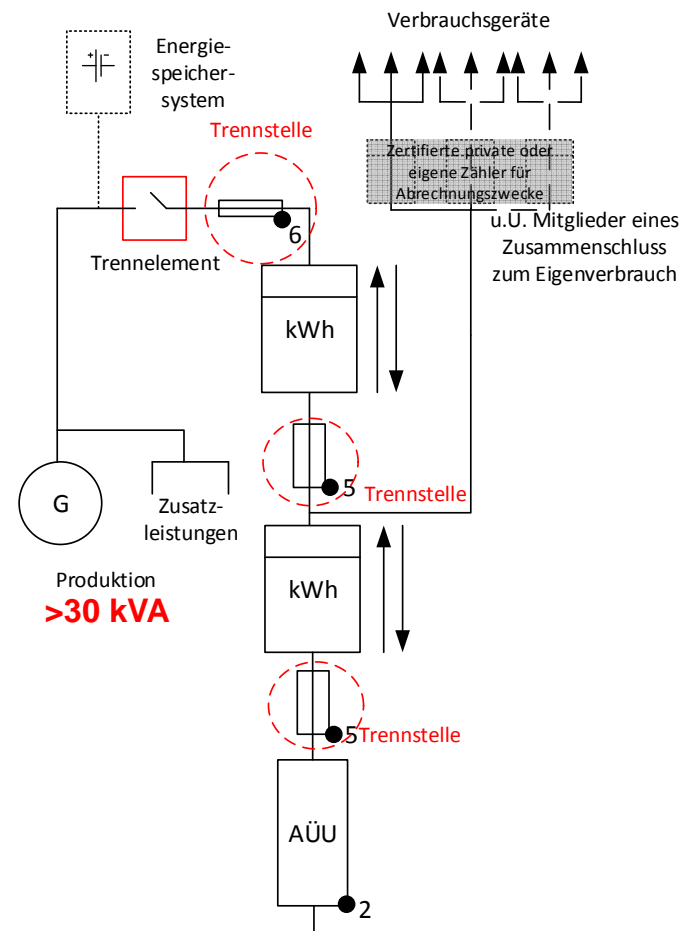 Verbrauchsgeräte
+ -
Energie-
speicher-
system
Trennstelle
Zertifierte private oder
eigene Zähler für
Abrechnungszwecke
6
u.U. Mitglieder eines
Zusammenschluss
zum Eigenverbrauch
Trennelement
kWh
5
Trennstelle
G
Zusatz-
leistungen
kWh
Produktion
>30 kVA
5
Trennstelle
AÜU
2